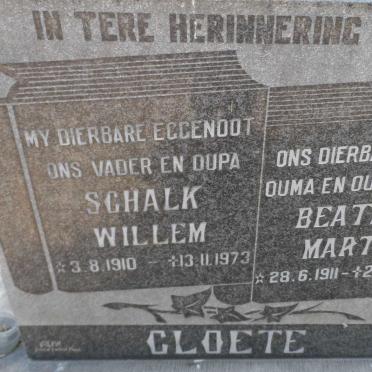 IN TERE HERINNERING
MY DIERBARE EGGENOOT
ONS VADER EN OUPA
SCHALK
WILLEM
☆ 3.8.1910 - ✝13.11.1973
ONS DIERBA
OUMA EN OU
BEAT
MART
☆ 28.6.1911-✝2
CLOETE